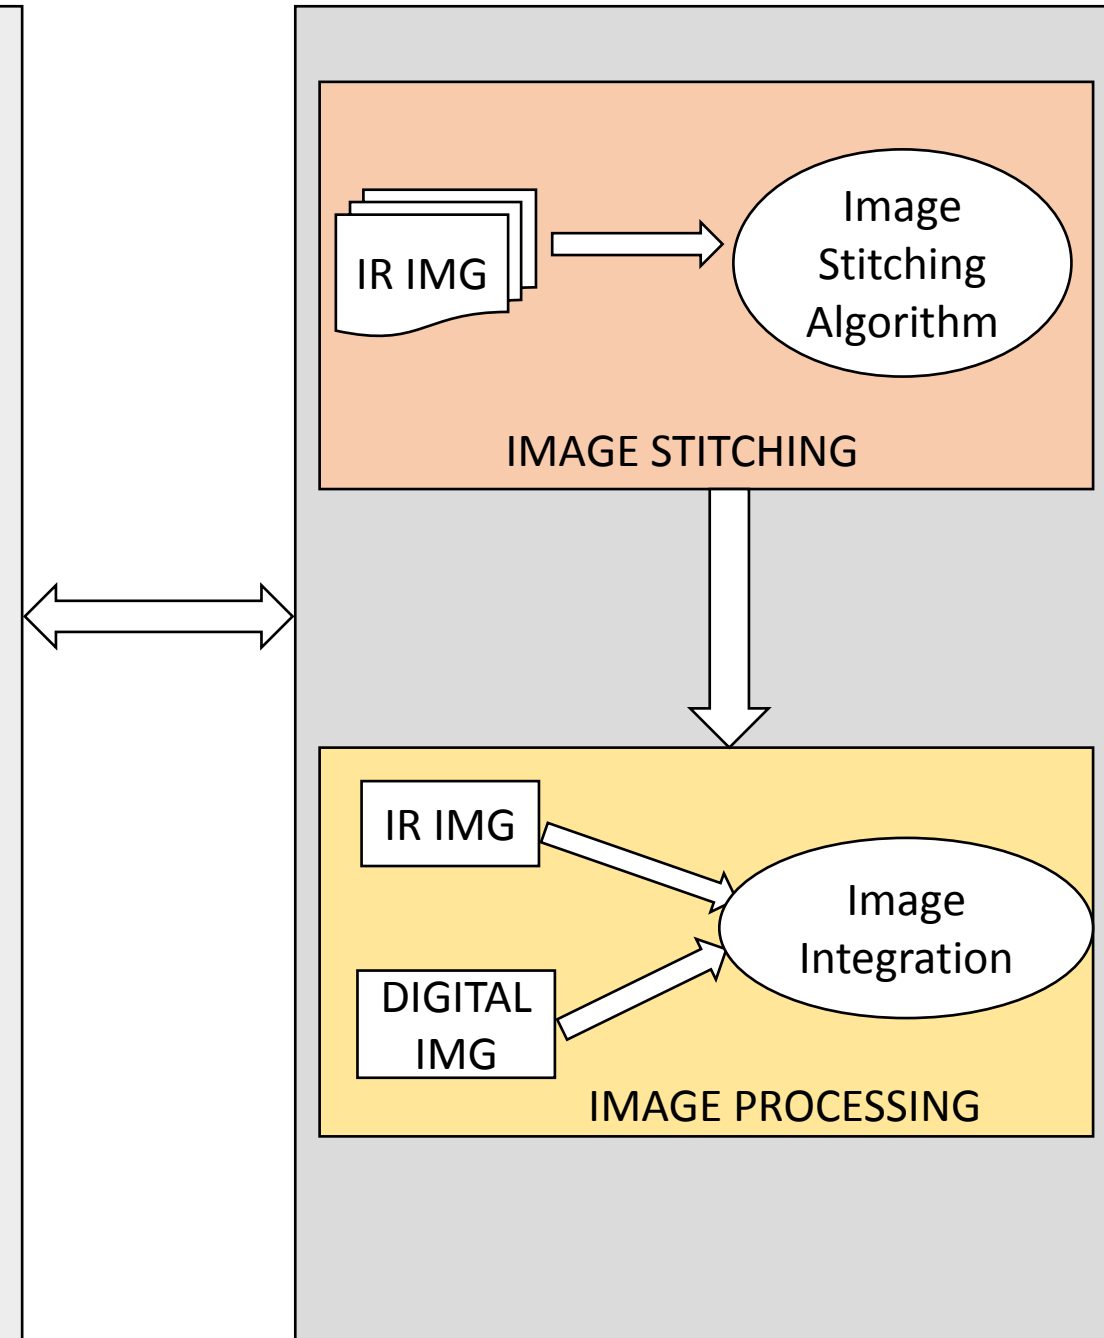 IR IMG
Image
Stitching
Algorithm
IMAGE STITCHING
IR IMG
Image
Integration
DIGITAL
IMG
IMAGE PROCESSING